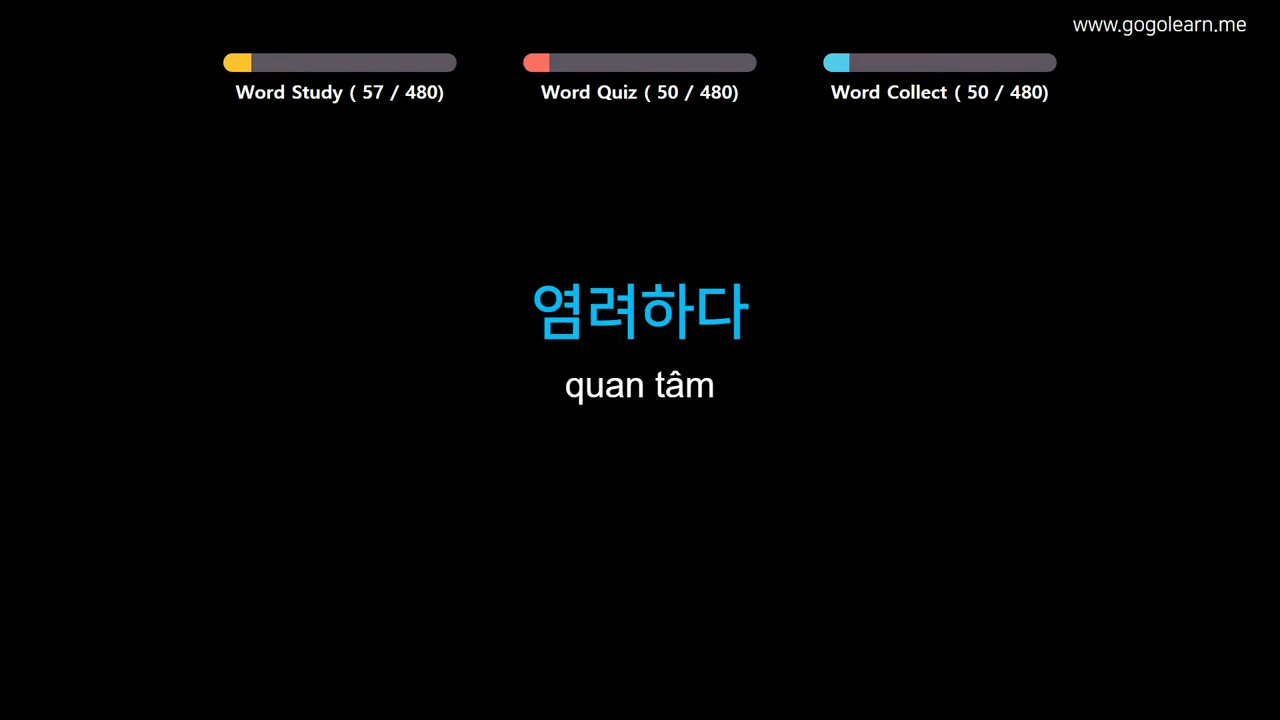 www.gogolearn.me
Word Study ( 57 / 480)
Word Quiz ( 50 / 480)
Word Collect ( 50 / 480)
염려하다
quan tâm